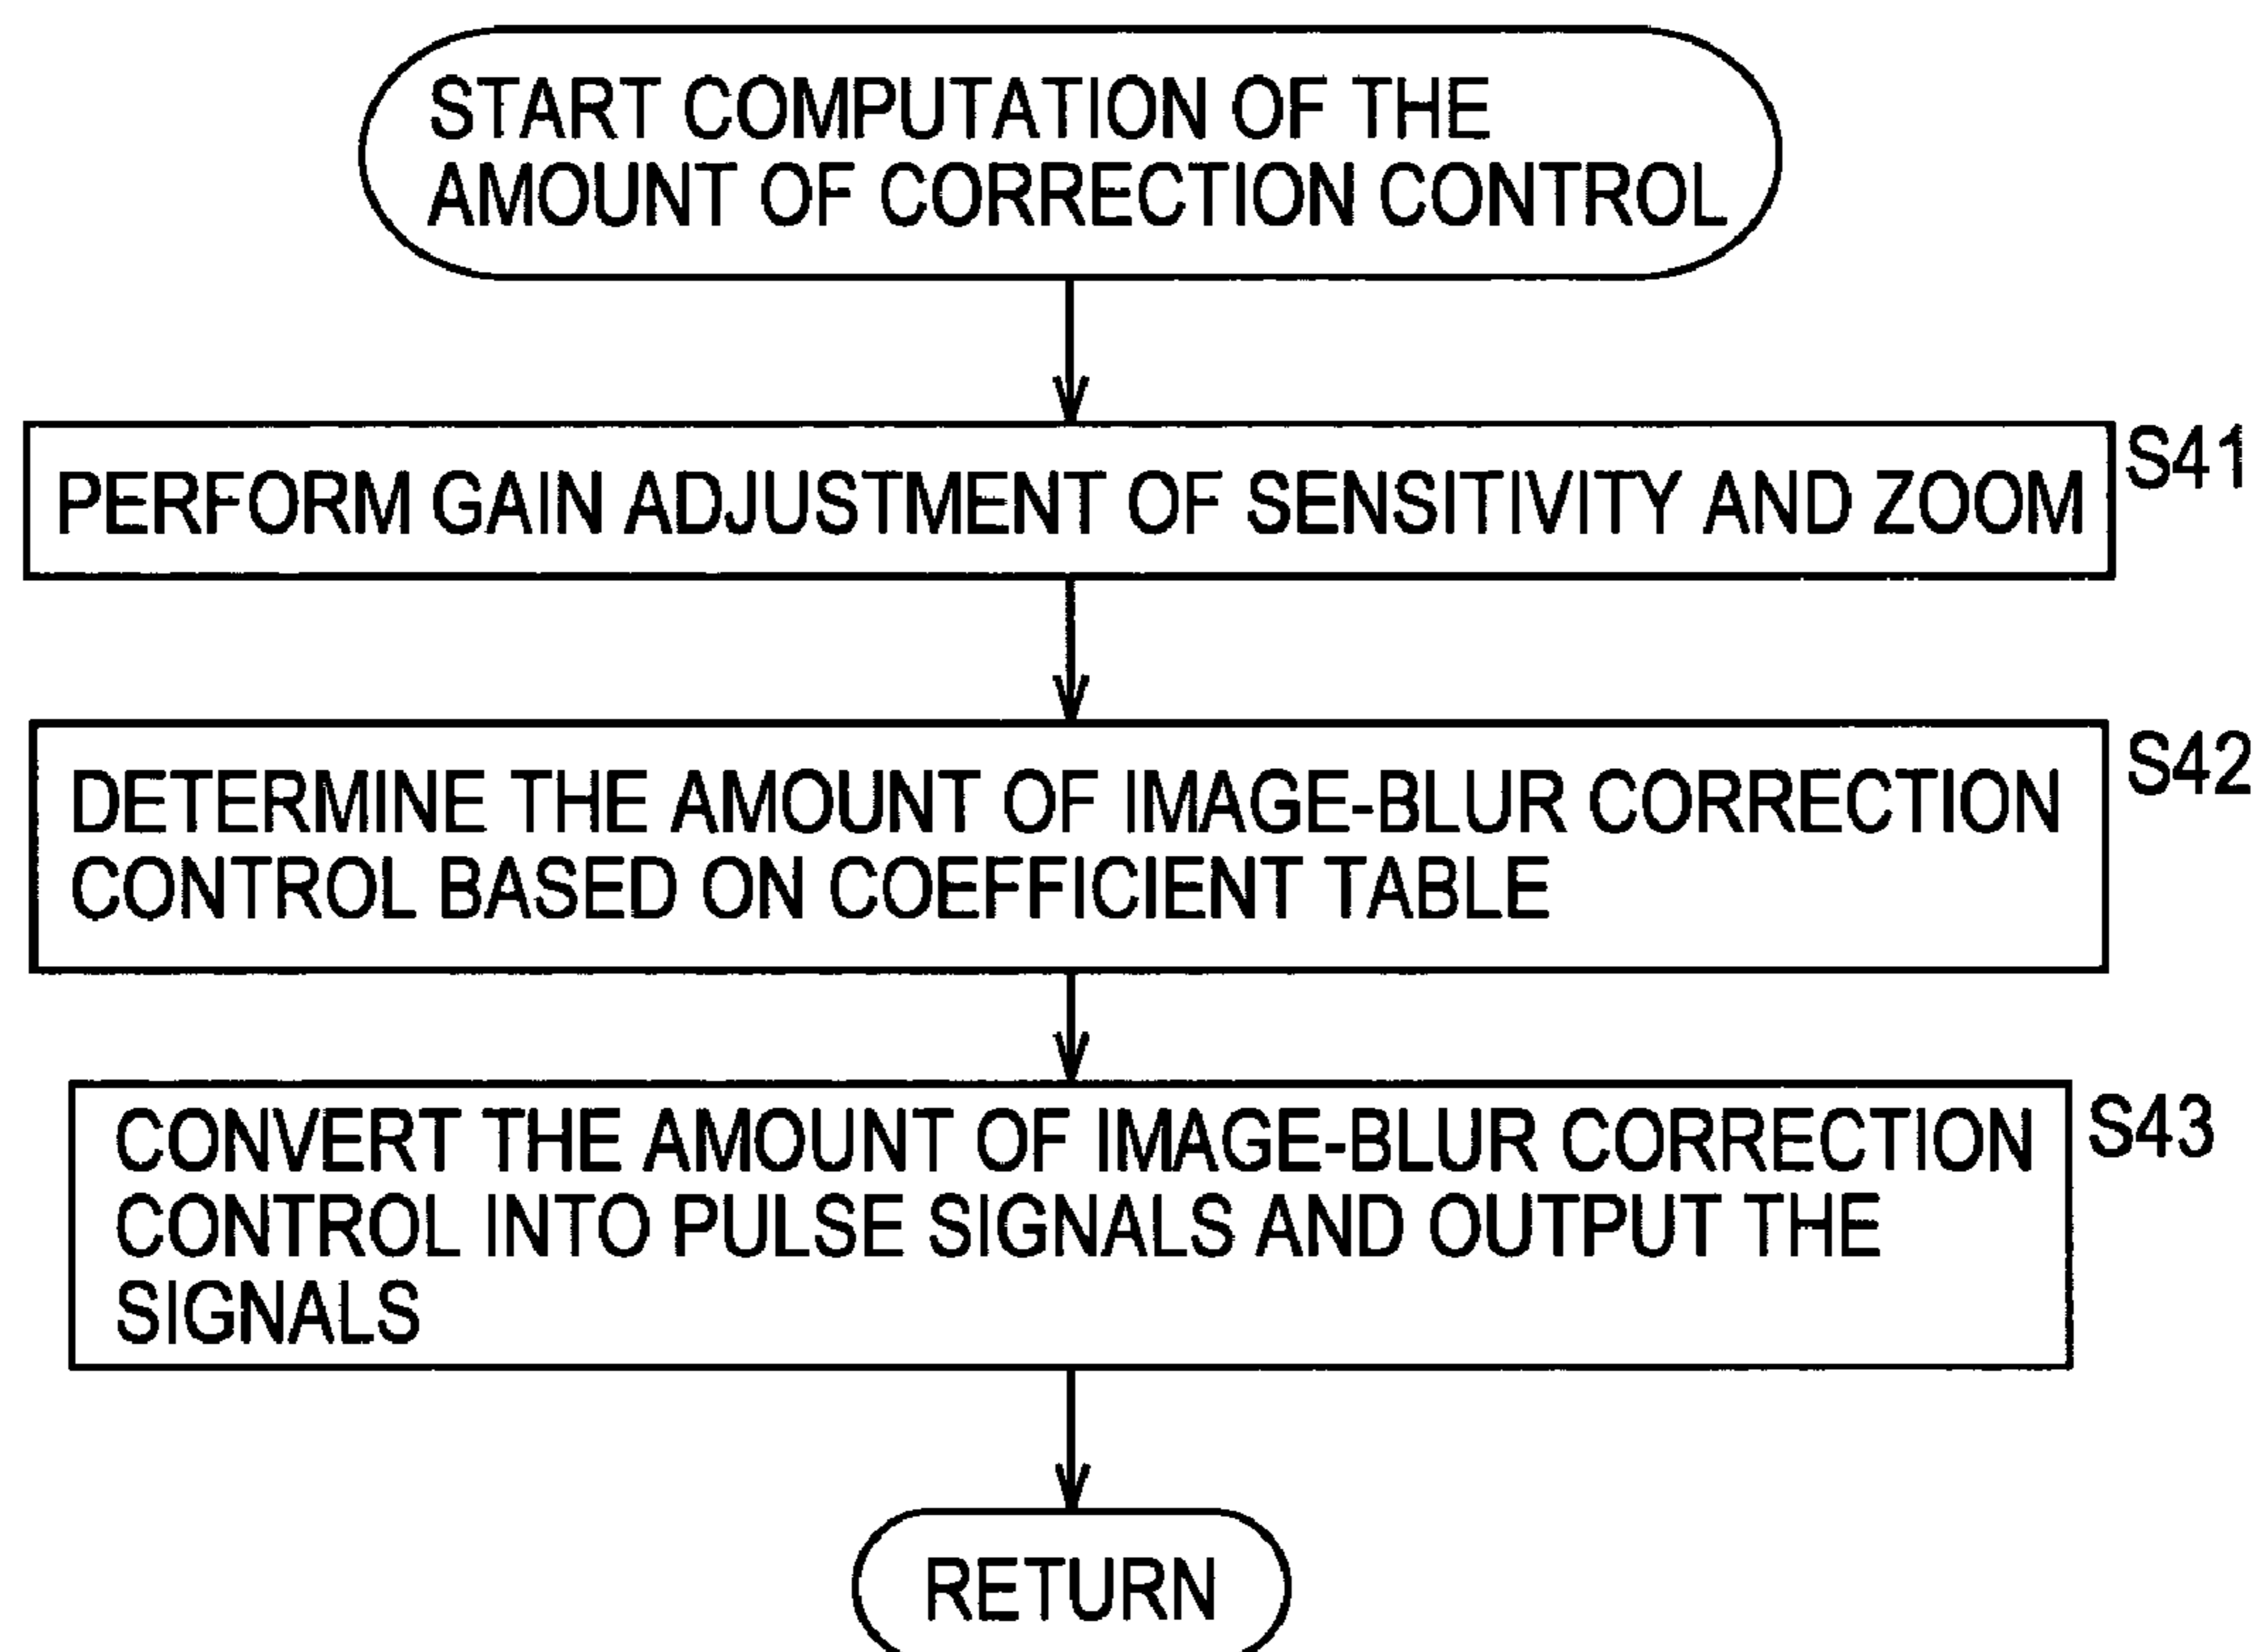 START COMPUTATION OF THE
AMOUNT OF CORRECTION CONTROL
PERFORM GAIN ADJUSTMENT OF SENSITIVITY AND ZOOM
S41
DETERMINE THE AMOUNT OF IMAGE-BLUR CORRECTION
CONTROL BASED ON COEFFICIENT TABLE
S42
CONVERT THE AMOUNT OF IMAGE-BLUR CORRECTION
CONTROL INTO PULSE SIGNALS AND OUTPUT THE
SIGNALS
S43
RETURN